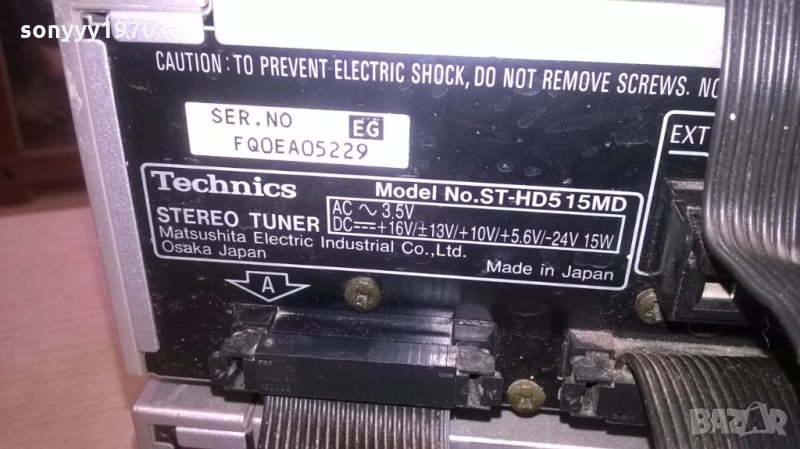 sonyyy1970
CAUTION: TO PREVENT ELECTRIC SHOCK, DO NOT REMOVE SCREWS. NO
SER.NO EG
FQ0EA05229
EXT
Technics Model No.ST-HD515MD
STEREO TUNER
AC ～ 3.5V
DC⎓+16V/±13V/+10V/+5.6V/-24V 15W
Matsushita Electric Industrial Co.,Ltd.
Osaka Japan
Made in Japan
A
BAZAR